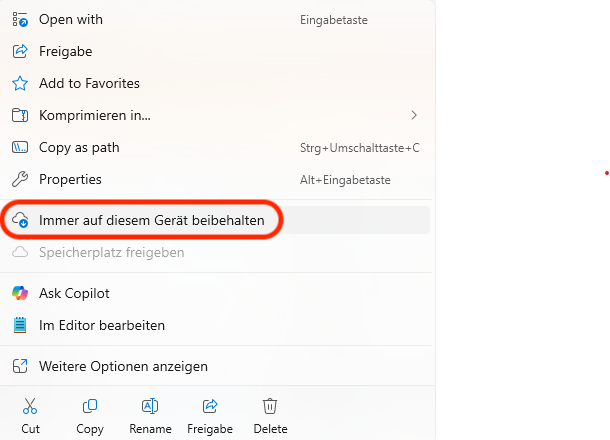 Open with Eingabetaste
Freigabe
Add to Favorites
Komprimieren in...
Copy as path Strg+Umschalttaste+C
Properties Alt+Eingabetaste
Immer auf diesem Gerät beibehalten
Speicherplatz freigeben
Ask Copilot
Im Editor bearbeiten
Weitere Optionen anzeigen
Cut Copy Rename Freigabe Delete